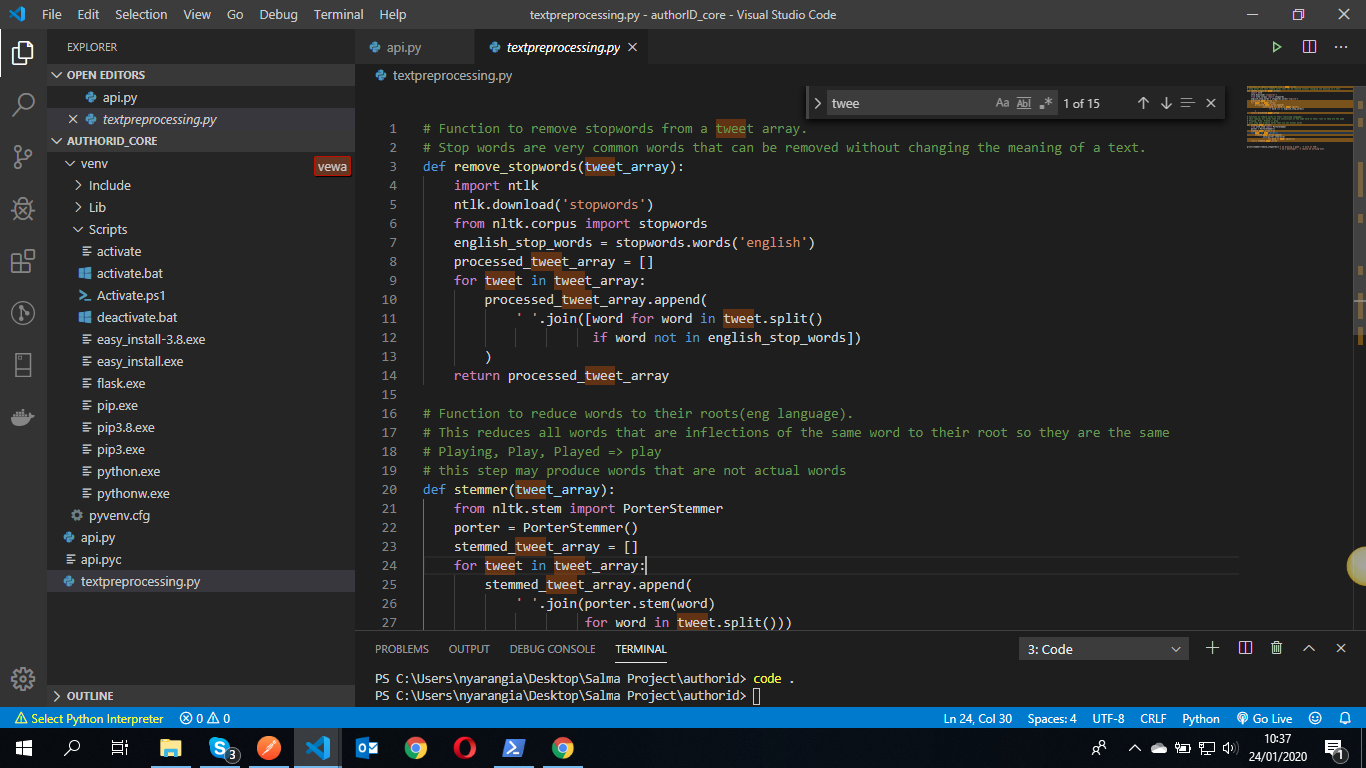 File Edit Selection View Go Debug Terminal Help textpreprocessing.py - authorID_core - Visual Studio Code
EXPLORER
OPEN EDITORS
api.py
textpreprocessing.py
AUTHORID_CORE
venv
vewa
Include
Lib
Scripts
activate
activate.bat
Activate.ps1
deactivate.bat
easy_install-3.8.exe
easy_install.exe
flask.exe
pip.exe
pip3.8.exe
pip3.exe
python.exe
pythonw.exe
pyvenv.cfg
api.py
api.pyc
textpreprocessing.py
OUTLINE
api.py textpreprocessing.py
textpreprocessing.py
twee Aa Abl .* 1 of 15
1 # Function to remove stopwords from a tweet array.
2 # Stop words are very common words that can be removed without changing the meaning of a text.
3 def remove_stopwords(tweet_array):
4     import ntlk
5     ntlk.download('stopwords')
6     from nltk.corpus import stopwords
7     english_stop_words = stopwords.words('english')
8     processed_tweet_array = []
9     for tweet in tweet_array:
10         processed_tweet_array.append(
11             ' '.join([word for word in tweet.split()
12                       if word not in english_stop_words])
13         )
14     return processed_tweet_array
15
16 # Function to reduce words to their roots(eng language).
17 # This reduces all words that are inflections of the same word to their root so they are the same
18 # Playing, Play, Played => play
19 # this step may produce words that are not actual words
20 def stemmer(tweet_array):
21     from nltk.stem import PorterStemmer
22     porter = PorterStemmer()
23     stemmed_tweet_array = []
24     for tweet in tweet_array:
25         stemmed_tweet_array.append(
26             ' '.join(porter.stem(word)
27                      for word in tweet.split()))
PROBLEMS OUTPUT DEBUG CONSOLE TERMINAL 3: Code
PS C:\Users\nyarangia\Desktop\Salma Project\authorid> code .
PS C:\Users\nyarangia\Desktop\Salma Project\authorid>
Select Python Interpreter 0 0 Ln 24, Col 30 Spaces: 4 UTF-8 CRLF Python Go Live
3
10:37
24/01/2020
1